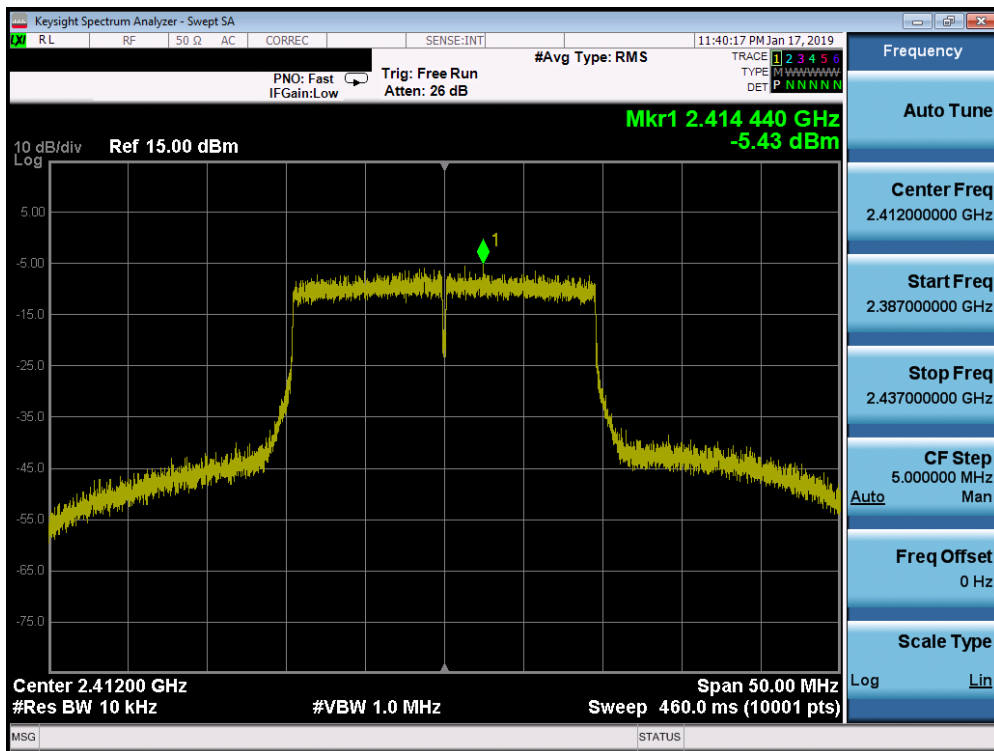 Keysight Spectrum Analyzer - Swept SA
LXI RL RF 50 Ω AC CORREC SENSE:INT 11:40:17 PM Jan 17, 2019
#Avg Type: RMS TRACE 1 2 3 4 5 6
PNO: Fast Trig: Free Run TYPE M WWWWW
IFGain:Low Atten: 26 dB DET P N N N N N
Mkr1 2.414 440 GHz
-5.43 dBm
10 dB/div Ref 15.00 dBm
Log
5.00
1
-5.00
-15.0
-25.0
-35.0
-45.0
-55.0
-65.0
-75.0
Center 2.41200 GHz Span 50.00 MHz
#Res BW 10 kHz #VBW 1.0 MHz Sweep 460.0 ms (10001 pts)
MSG STATUS
Frequency
Auto Tune
Center Freq
2.412000000 GHz
Start Freq
2.387000000 GHz
Stop Freq
2.437000000 GHz
CF Step
5.000000 MHz
Auto Man
Freq Offset
0 Hz
Scale Type
Log Lin